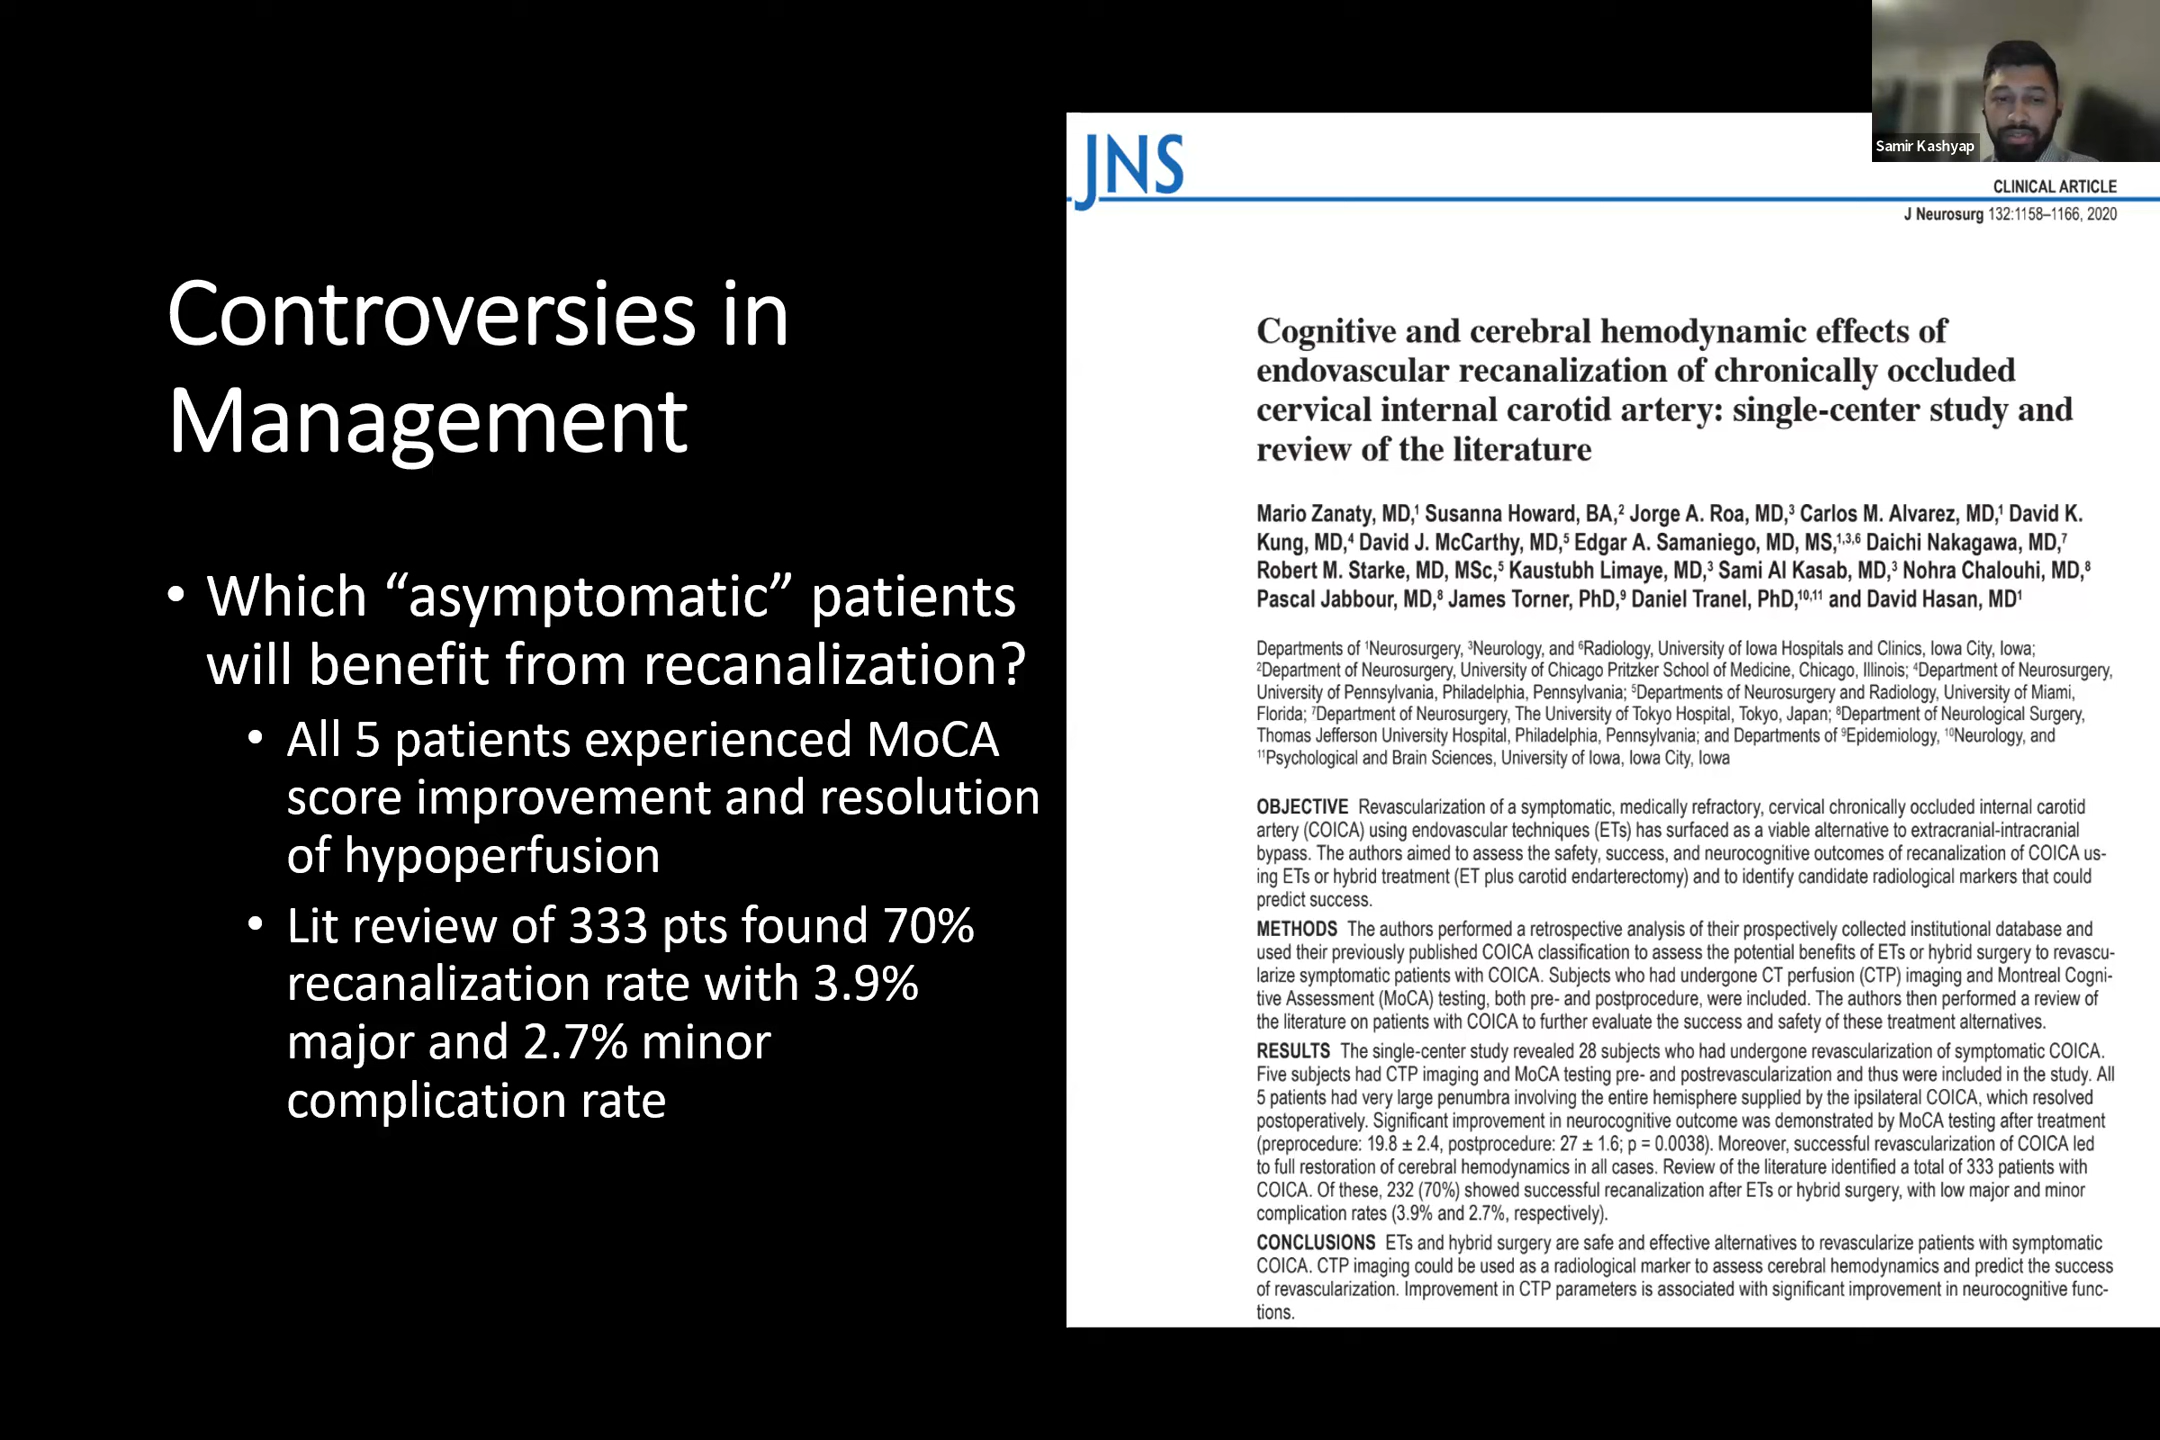 Controversies in
Management
• Which “asymptomatic” patients
will benefit from recanalization?
• All 5 patients experienced MoCA
score improvement and resolution
of hypoperfusion
• Lit review of 333 pts found 70%
recanalization rate with 3.9%
major and 2.7% minor
complication rate
Samir Kashyap
JNS
CLINICAL ARTICLE
J Neurosurg 132:1158–1166, 2020
Cognitive and cerebral hemodynamic effects of
endovascular recanalization of chronically occluded
cervical internal carotid artery: single-center study and
review of the literature
Mario Zanaty, MD,¹ Susanna Howard, BA,² Jorge A. Roa, MD,³ Carlos M. Alvarez, MD,¹ David K.
Kung, MD,⁴ David J. McCarthy, MD,⁵ Edgar A. Samaniego, MD, MS,¹,³,⁶ Daichi Nakagawa, MD,⁷
Robert M. Starke, MD, MSc,⁵ Kaustubh Limaye, MD,³ Sami Al Kasab, MD,³ Nohra Chalouhi, MD,⁸
Pascal Jabbour, MD,⁸ James Torner, PhD,⁹ Daniel Tranel, PhD,¹⁰,¹¹ and David Hasan, MD¹
Departments of ¹Neurosurgery, ³Neurology, and ⁶Radiology, University of Iowa Hospitals and Clinics, Iowa City, Iowa;
²Department of Neurosurgery, University of Chicago Pritzker School of Medicine, Chicago, Illinois; ⁴Department of Neurosurgery,
University of Pennsylvania, Philadelphia, Pennsylvania; ⁵Departments of Neurosurgery and Radiology, University of Miami,
Florida; ⁷Department of Neurosurgery, The University of Tokyo Hospital, Tokyo, Japan; ⁸Department of Neurological Surgery,
Thomas Jefferson University Hospital, Philadelphia, Pennsylvania; and Departments of ⁹Epidemiology, ¹⁰Neurology, and
¹¹Psychological and Brain Sciences, University of Iowa, Iowa City, Iowa
OBJECTIVE Revascularization of a symptomatic, medically refractory, cervical chronically occluded internal carotid
artery (COICA) using endovascular techniques (ETs) has surfaced as a viable alternative to extracranial-intracranial
bypass. The authors aimed to assess the safety, success, and neurocognitive outcomes of recanalization of COICA us-
ing ETs or hybrid treatment (ET plus carotid endarterectomy) and to identify candidate radiological markers that could
predict success.
METHODS The authors performed a retrospective analysis of their prospectively collected institutional database and
used their previously published COICA classification to assess the potential benefits of ETs or hybrid surgery to revascu-
larize symptomatic patients with COICA. Subjects who had undergone CT perfusion (CTP) imaging and Montreal Cogni-
tive Assessment (MoCA) testing, both pre- and postprocedure, were included. The authors then performed a review of
the literature on patients with COICA to further evaluate the success and safety of these treatment alternatives.
RESULTS The single-center study revealed 28 subjects who had undergone revascularization of symptomatic COICA.
Five subjects had CTP imaging and MoCA testing pre- and postrevascularization and thus were included in the study. All
5 patients had very large penumbra involving the entire hemisphere supplied by the ipsilateral COICA, which resolved
postoperatively. Significant improvement in neurocognitive outcome was demonstrated by MoCA testing after treatment
(preprocedure: 19.8 ± 2.4, postprocedure: 27 ± 1.6; p = 0.0038). Moreover, successful revascularization of COICA led
to full restoration of cerebral hemodynamics in all cases. Review of the literature identified a total of 333 patients with
COICA. Of these, 232 (70%) showed successful recanalization after ETs or hybrid surgery, with low major and minor
complication rates (3.9% and 2.7%, respectively).
CONCLUSIONS ETs and hybrid surgery are safe and effective alternatives to revascularize patients with symptomatic
COICA. CTP imaging could be used as a radiological marker to assess cerebral hemodynamics and predict the success
of revascularization. Improvement in CTP parameters is associated with significant improvement in neurocognitive func-
tions.